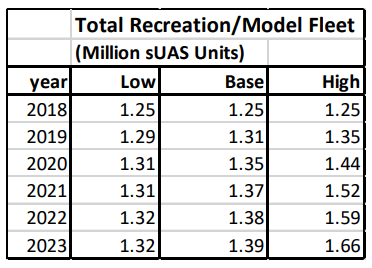 Total Recreation/Model Fleet
(Million sUAS Units)
year Low Base High
2018 1.25 1.25 1.25
2019 1.29 1.31 1.35
2020 1.31 1.35 1.44
2021 1.31 1.37 1.52
2022 1.32 1.38 1.59
2023 1.32 1.39 1.66